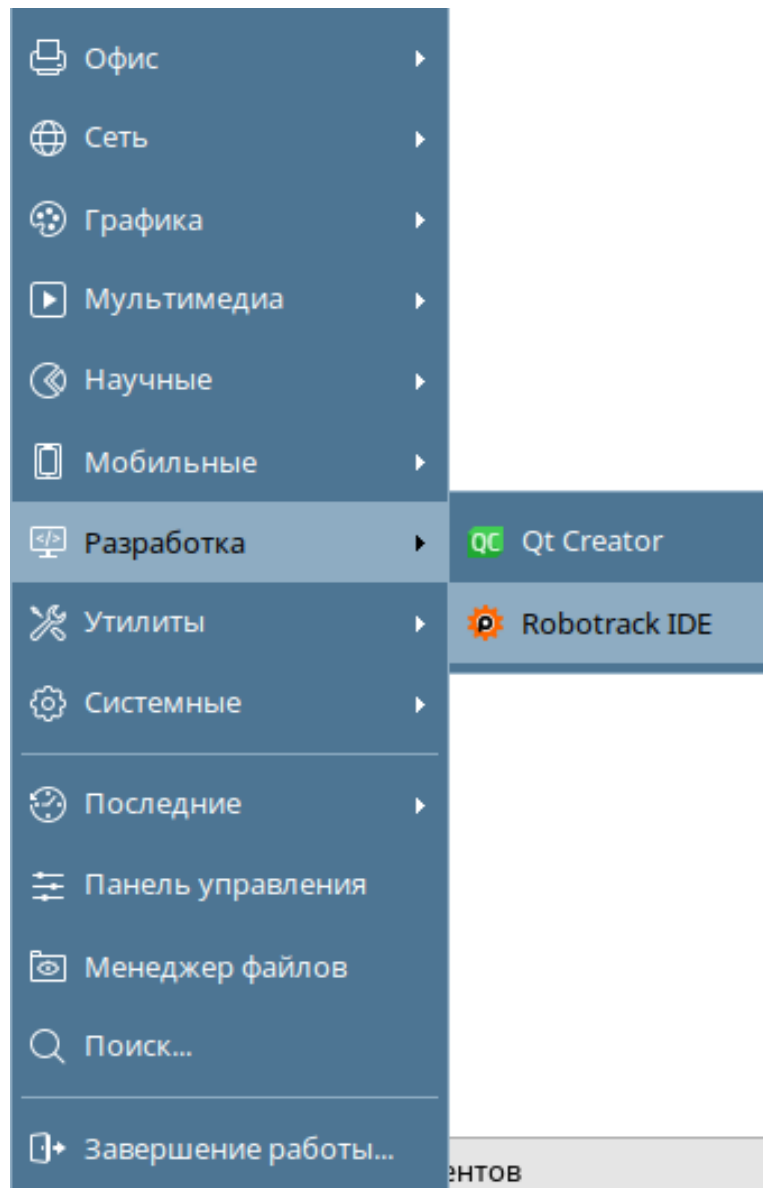 Офис
Сеть
Графика
Мультимедиа
Научные
Мобильные
Разработка
QC Qt Creator
Утилиты
Robotrack IDE
Системные
Последние
Панель управления
Менеджер файлов
Поиск...
Завершение работы...
ентов